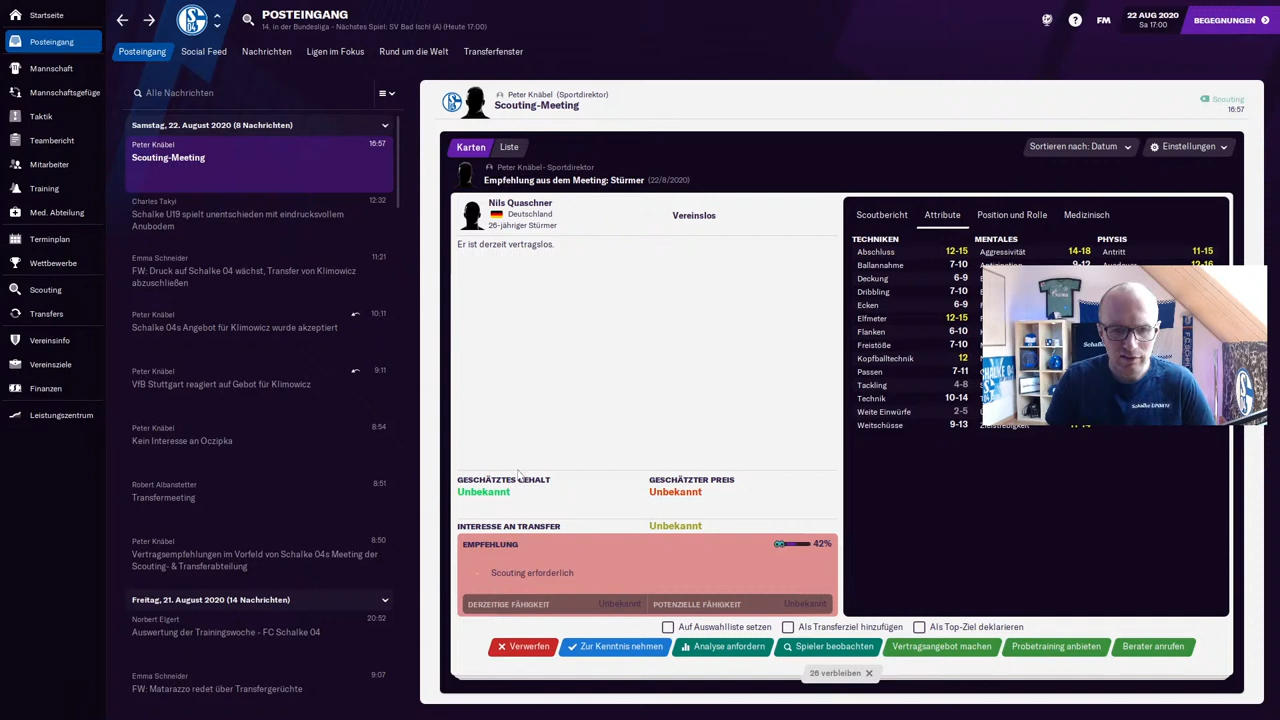 Startseite
Posteingang
Mannschaft
Mannschaftsgefüge
Taktik
Teambericht
Mitarbeiter
Training
Med. Abteilung
Terminplan
Wettbewerbe
Scouting
Transfers
Vereinsinfo
Vereinsziele
Finanzen
Leistungszentrum
POSTEINGANG
14. in der Bundesliga - Nächstes Spiel: SV Bad Ischl (A) (Heute 17:00)
FM
22 AUG 2020
Sa 17:00
BEGEGNUNGEN
Posteingang
Social Feed
Nachrichten
Ligen im Fokus
Rund um die Welt
Transferfenster
Alle Nachrichten
Samstag, 22. August 2020 (8 Nachrichten)
Peter Knäbel 16:57
Scouting-Meeting
Charles Takyi 12:32
Schalke U19 spielt unentschieden mit eindrucksvollem
Anubodem
Emma Schneider 11:21
FW: Druck auf Schalke 04 wächst, Transfer von Klimowicz
abzuschließen
Peter Knäbel 10:11
Schalke 04s Angebot für Klimowicz wurde akzeptiert
Peter Knäbel 9:11
VfB Stuttgart reagiert auf Gebot für Klimowicz
Peter Knäbel 8:54
Kein Interesse an Oczipka
Robert Albanstetter 8:51
Transfermeeting
Peter Knäbel 8:50
Vertragsempfehlungen im Vorfeld von Schalke 04s Meeting der
Scouting- & Transferabteilung
Freitag, 21. August 2020 (14 Nachrichten)
Norbert Elgert 20:52
Auswertung der Trainingswoche - FC Schalke 04
Emma Schneider 9:07
FW: Matarazzo redet über Transfergerüchte
Peter Knäbel (Sportdirektor)
Scouting-Meeting
Scouting
16:57
Karten
Liste
Sortieren nach: Datum
Einstellungen
Peter Knäbel- Sportdirektor
Empfehlung aus dem Meeting: Stürmer (22/8/2020)
Nils Quaschner
Deutschland
26-jähriger Stürmer
Vereinslos
Er ist derzeit vertragslos.
GESCHÄTZTES GEHALT
Unbekannt
GESCHÄTZTER PREIS
Unbekannt
INTERESSE AN TRANSFER
Unbekannt
EMPFEHLUNG
42%
- Scouting erforderlich
DERZEITIGE FÄHIGKEIT Unbekannt
POTENZIELLE FÄHIGKEIT Unbekannt
Scoutbericht
Attribute
Position und Rolle
Medizinisch
TECHNIKEN
Abschluss 12-15
Ballannahme 7-10
Deckung 6-9
Dribbling 7-10
Ecken 6-9
Elfmeter 12-15
Flanken 6-10
Freistöße 7-10
Kopfballtechnik 12
Passen 7-11
Tackling 4-8
Technik 10-14
Weite Einwürfe 2-5
Weitschüsse 9-13
MENTALES
Aggressivität 14-18
PHYSIS
Antritt 11-15
Auf Auswahlliste setzen
Als Transferziel hinzufügen
Als Top-Ziel deklarieren
Verwerfen
Zur Kenntnis nehmen
Analyse anfordern
Spieler beobachten
Vertragsangebot machen
Probetraining anbieten
Berater anrufen
26 verbleiben